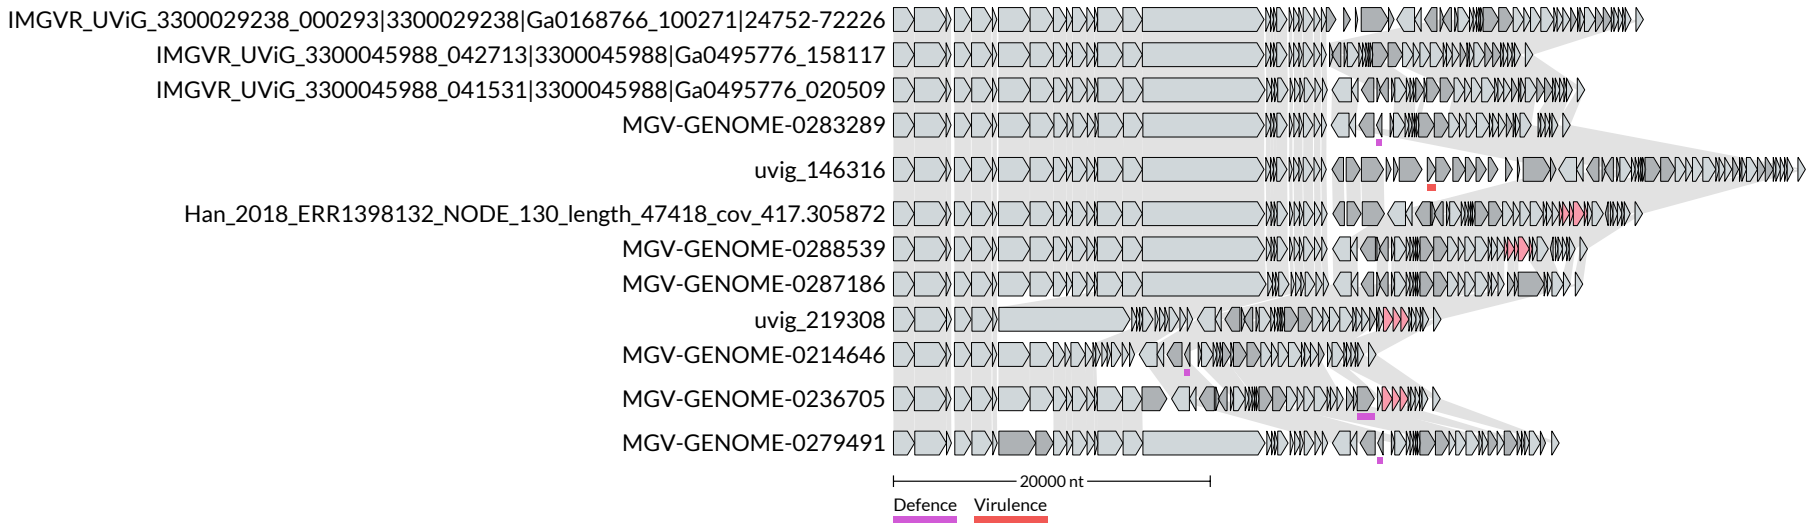 IMGVR_UViG_3300029238_000293|3300029238|Ga0168766_100271|24752-72226
IMGVR_UViG_3300045988_042713|3300045988|Ga0495776_158117
IMGVR_UViG_3300045988_041531|3300045988|Ga0495776_020509
MGV-GENOME-0283289
uvig_146316
Han_2018_ERR1398132_NODE_130_length_47418_cov_417.305872
MGV-GENOME-0288539
MGV-GENOME-0287186
uvig_219308
MGV-GENOME-0214646
MGV-GENOME-0236705
MGV-GENOME-0279491
20000 nt
Defence Virulence